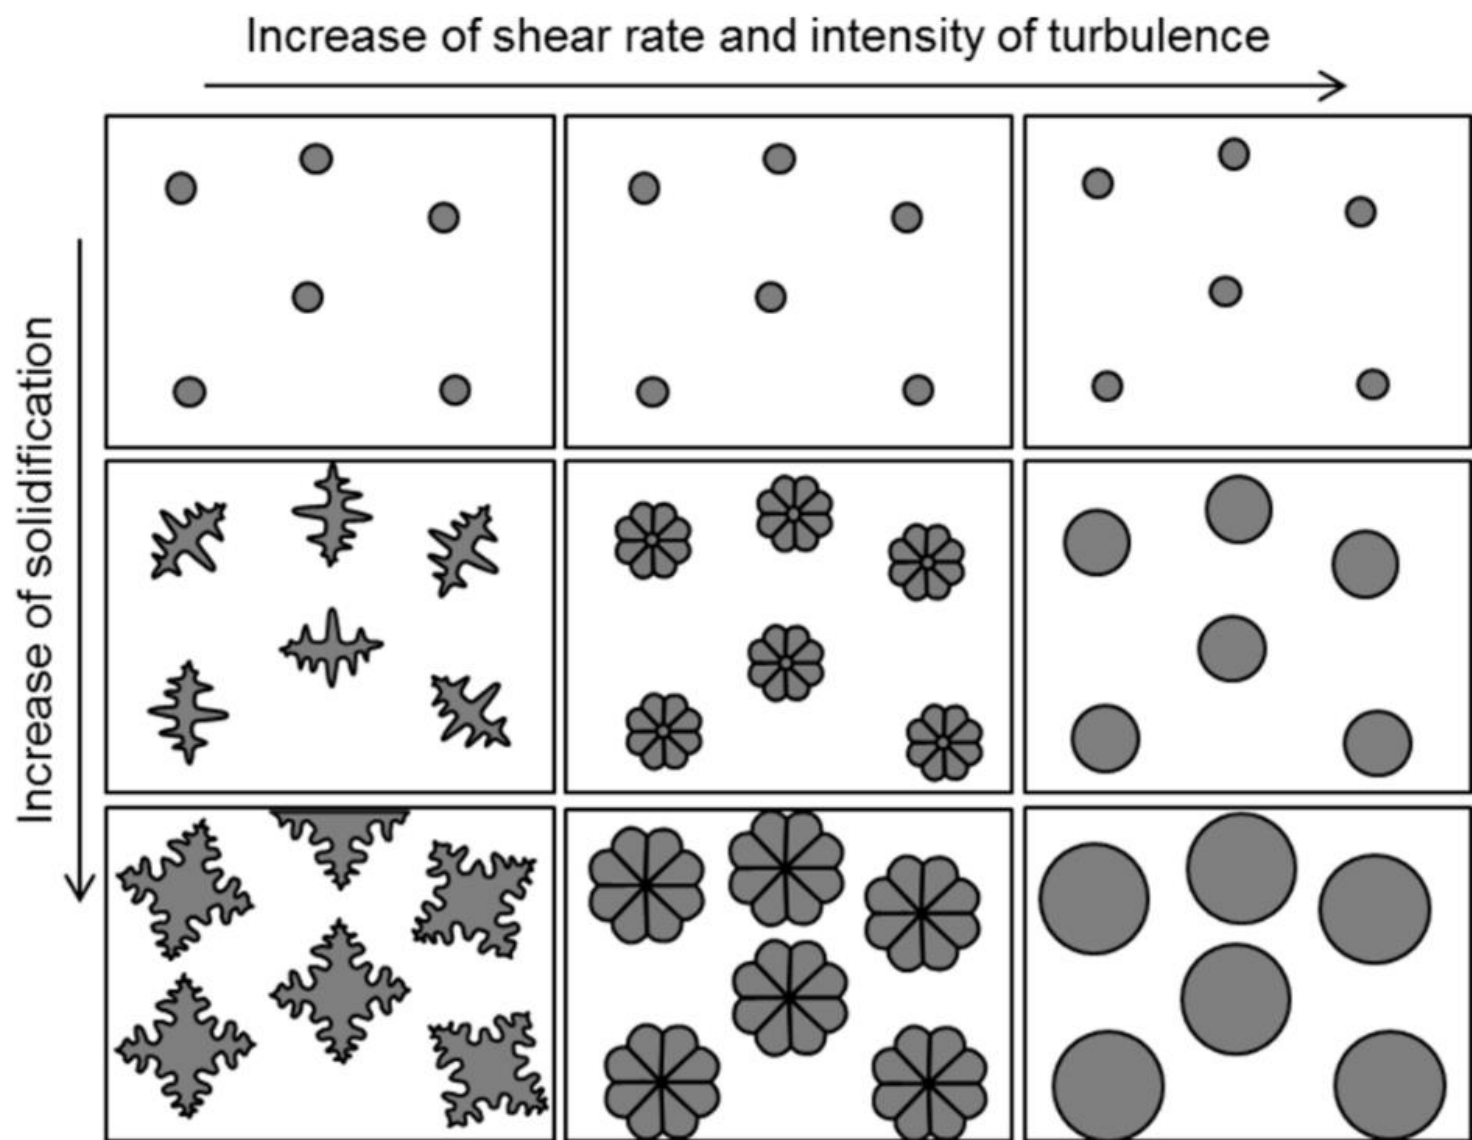 Increase of shear rate and intensity of turbulence
Increase of solidification